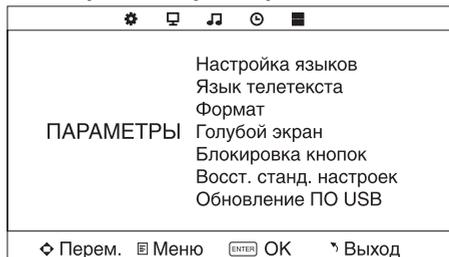 Настройка языков
Язык телетекста
Формат
ПАРАМЕТРЫ Голубой экран
Блокировка кнопок
Восст. станд. настроек
Обновление ПО USB
Перем. Меню ENTER OK Выход